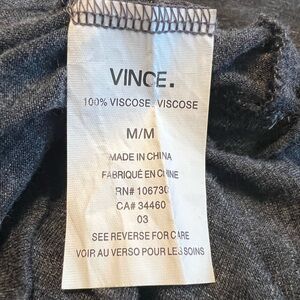 VINCE.
100% VISCOSE. VISCOSE
M/M
MADE IN CHINA
FABRIQUÉ EN CHINE
RN# 106730
CA# 34460
03
SEE REVERSE FOR CARE
VOIR AU VERSO POUR LES SOINS